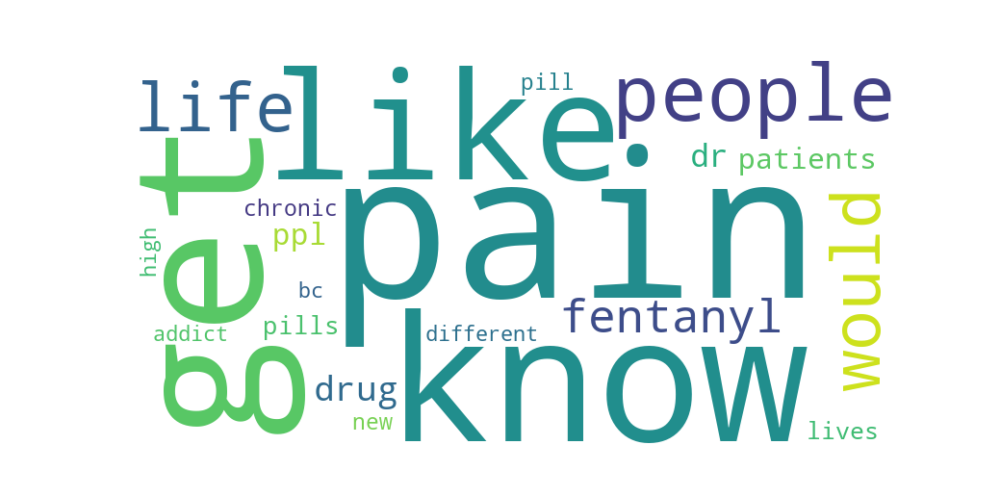 life
like
pill
people
get
pain
dr
patients
chronic
ppl
would
high
bc
fentanyl
addict
pills
different
know
drug
new
lives